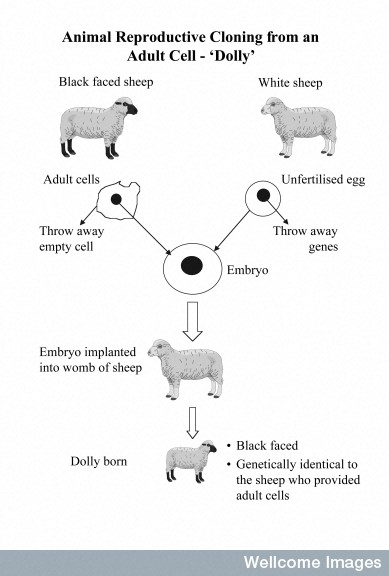 Animal Reproductive Cloning from an
Adult Cell - ‘Dolly’
Black faced sheep
White sheep
Adult cells
Unfertilised egg
Throw away
empty cell
Throw away
genes
Embryo
Embryo implanted
into womb of sheep
Dolly born
• Black faced
• Genetically identical to
the sheep who provided
adult cells
Wellcome Images